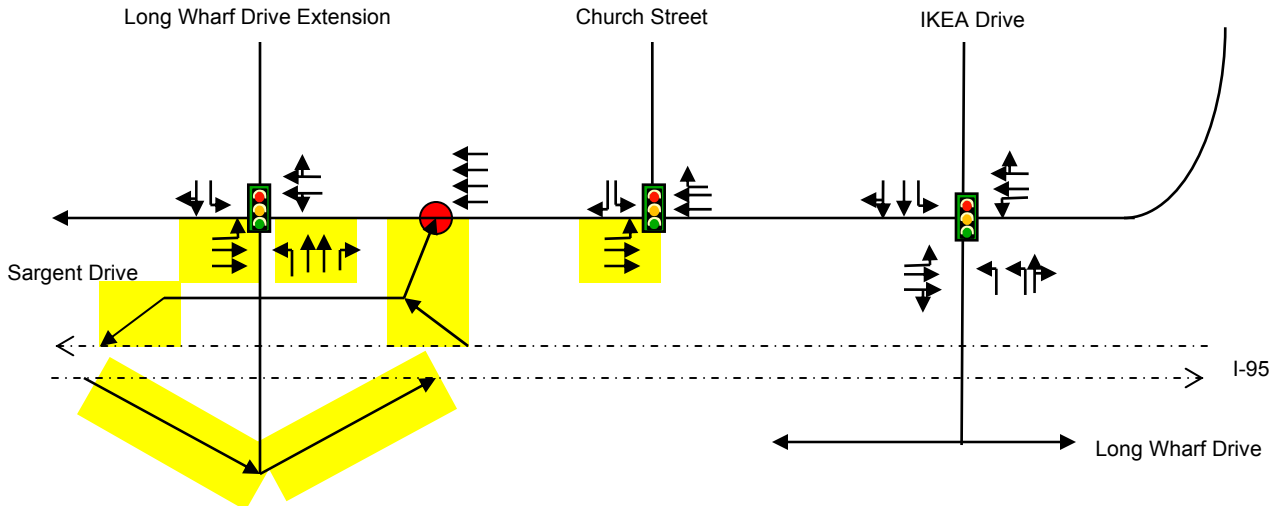 Long Wharf Drive Extension
Church Street
IKEA Drive
Sargent Drive
I-95
Long Wharf Drive